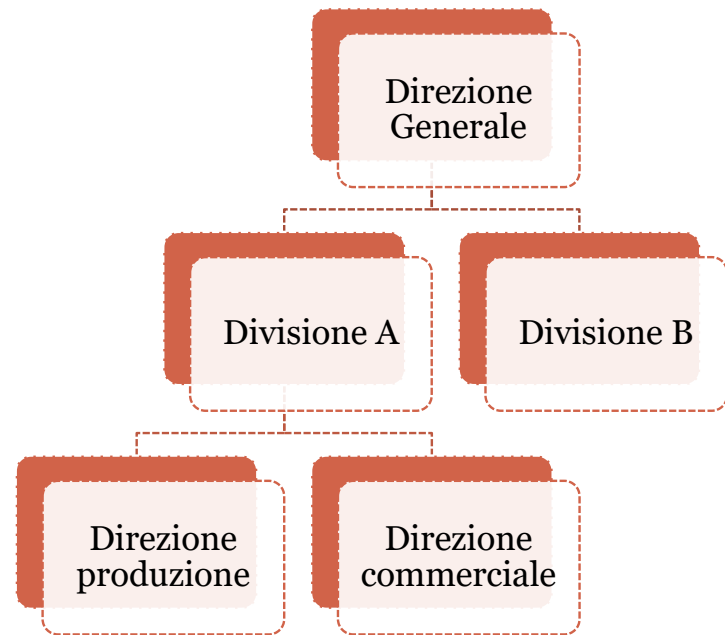 Direzione
Generale
Divisione A
Divisione B
Direzione
produzione
Direzione
commerciale